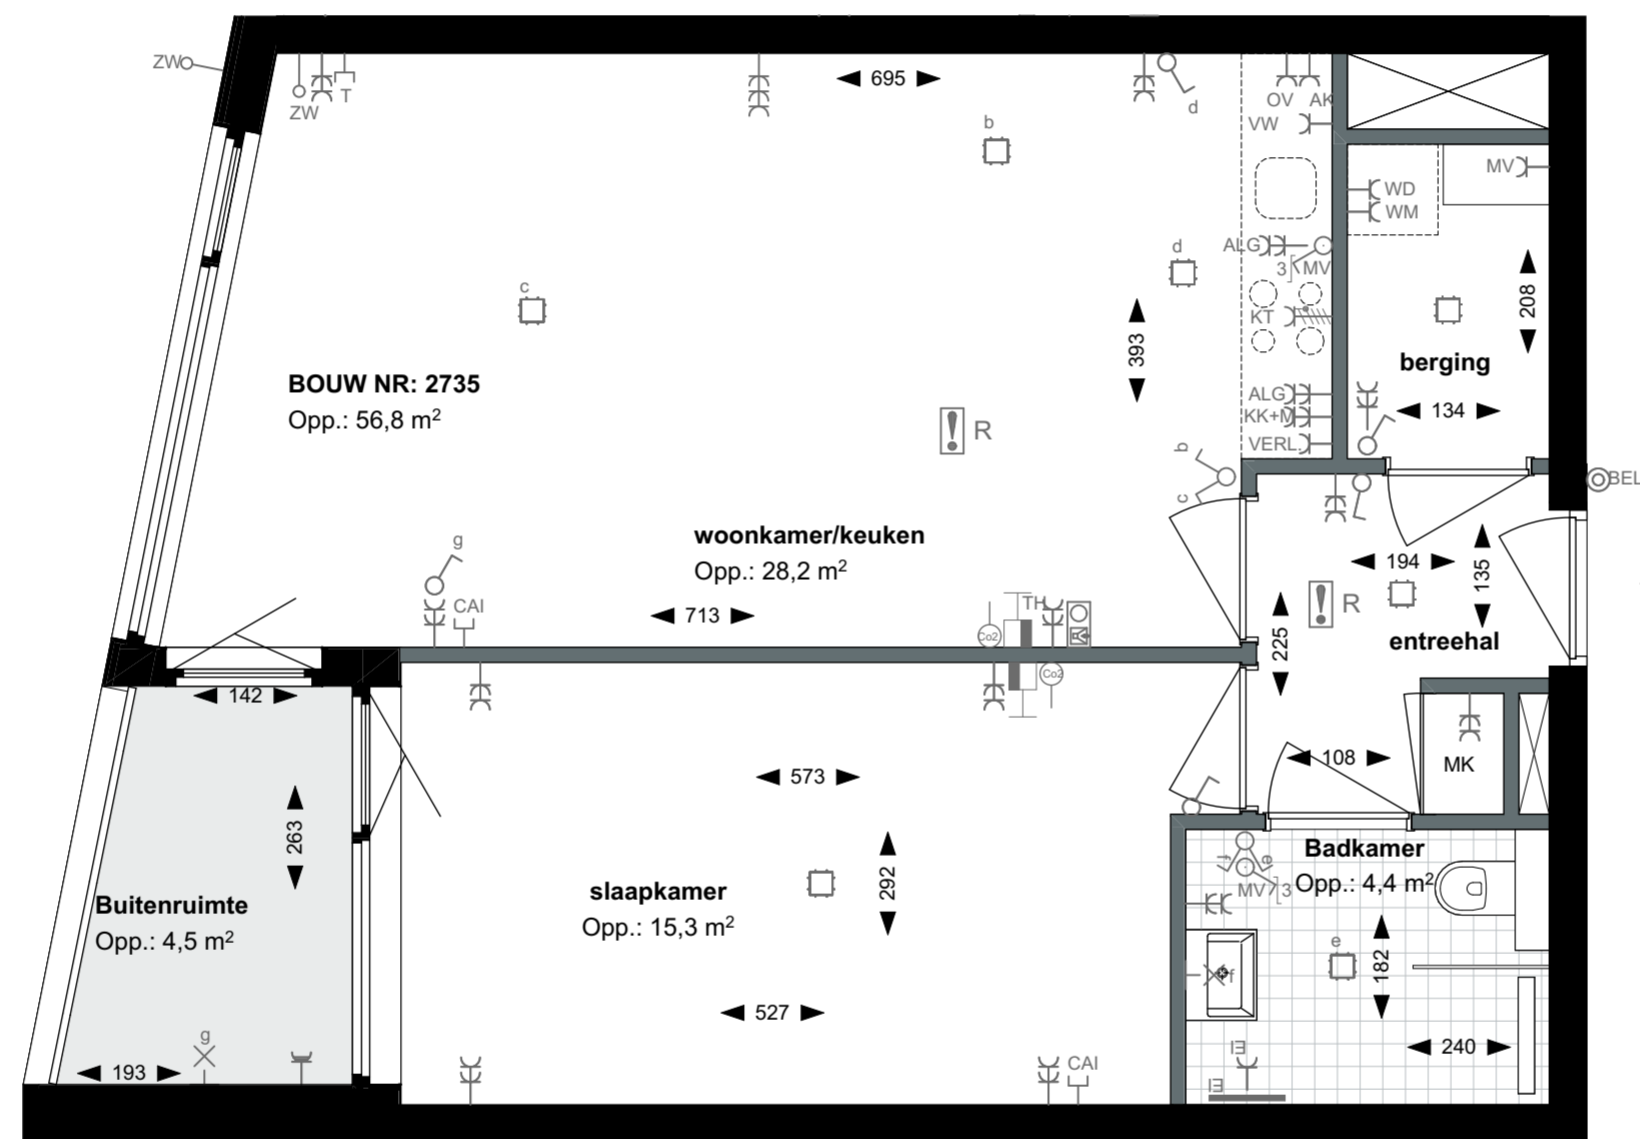 ZW
ZW
T
695
d
OV AK
VW
b
MV
WD
WM
ALG
3 MV
d
c
KT
208
393
berging
BOUW NR: 2735
Opp.: 56,8 m²
134
ALG
KK+M
VERL.
R
b
c
BEL
woonkamer/keuken
Opp.: 28,2 m²
g
CAI
713
TH
Co2
194
135
R
entreehal
225
142
Co2
573
108
MK
263
292
slaapkamer
Opp.: 15,3 m²
Buitenruimte
Opp.: 4,5 m²
Badkamer
Opp.: 4,4 m²
f
e
MV 3
e
182
f
527
240
g
193
CAI
E
E